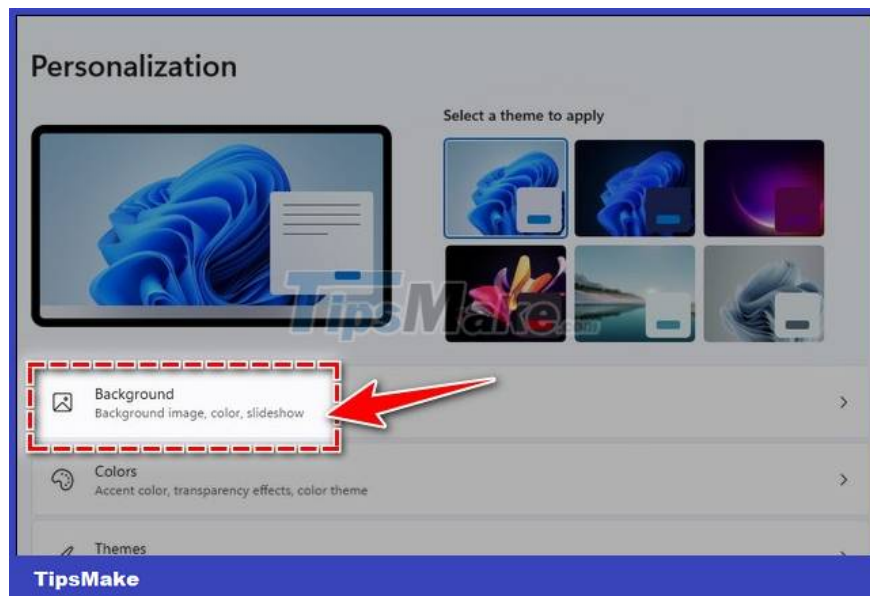 Personalization
Select a theme to apply
TipsMake.com
Background
Background image, color, slideshow
Colors
Accent color, transparency effects, color theme
Themes
TipsMake